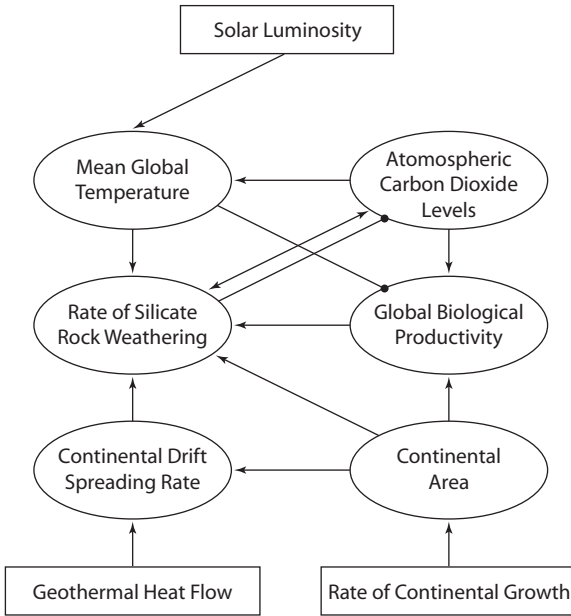 Solar Luminosity
Mean Global
Temperature
Atomospheric
Carbon Dioxide
Levels
Rate of Silicate
Rock Weathering
Global Biological
Productivity
Continental Drift
Spreading Rate
Continental
Area
Geothermal Heat Flow
Rate of Continental Growth